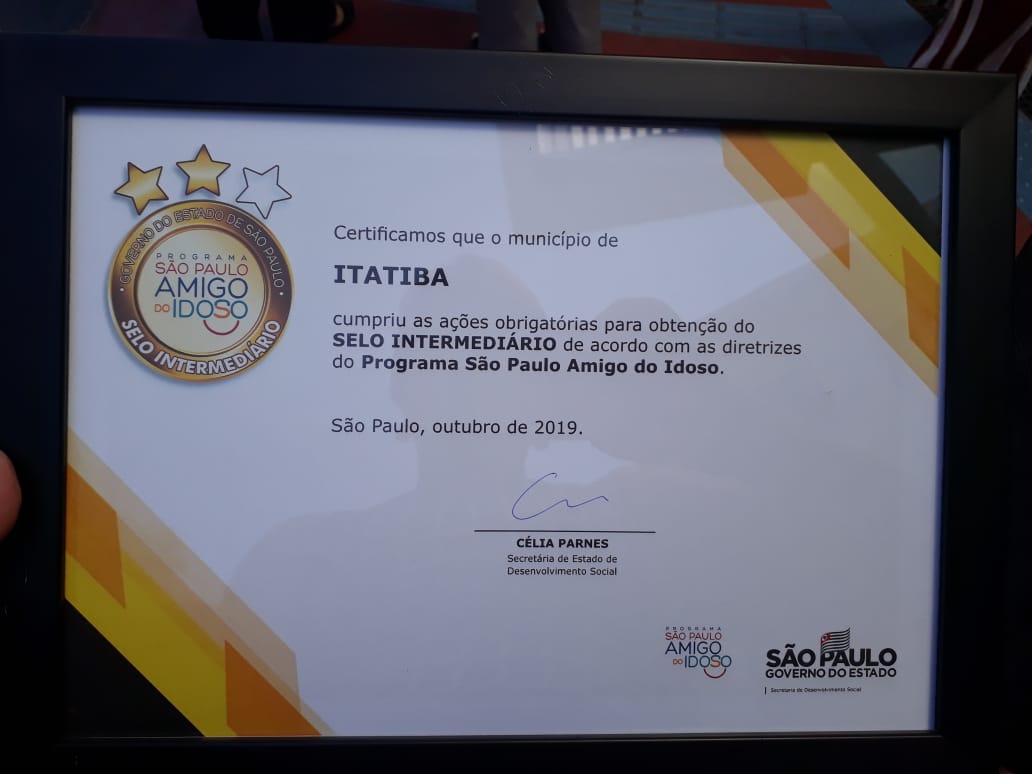 GOVERNO DO ESTADO DE SÃO PAULO
PROGRAMA
SÃO PAULO
AMIGO
DO IDOSO
SELO INTERMEDIÁRIO
Certificamos que o município de
ITATIBA
cumpriu as ações obrigatórias para obtenção do
SELO INTERMEDIÁRIO de acordo com as diretrizes
do Programa São Paulo Amigo do Idoso.
São Paulo, outubro de 2019.
CÉLIA PARNES
Secretária de Estado de
Desenvolvimento Social
PROGRAMA
SÃO PAULO
AMIGO
DO IDOSO
SÃO PAULO
GOVERNO DO ESTADO
Secretaria de Desenvolvimento Social